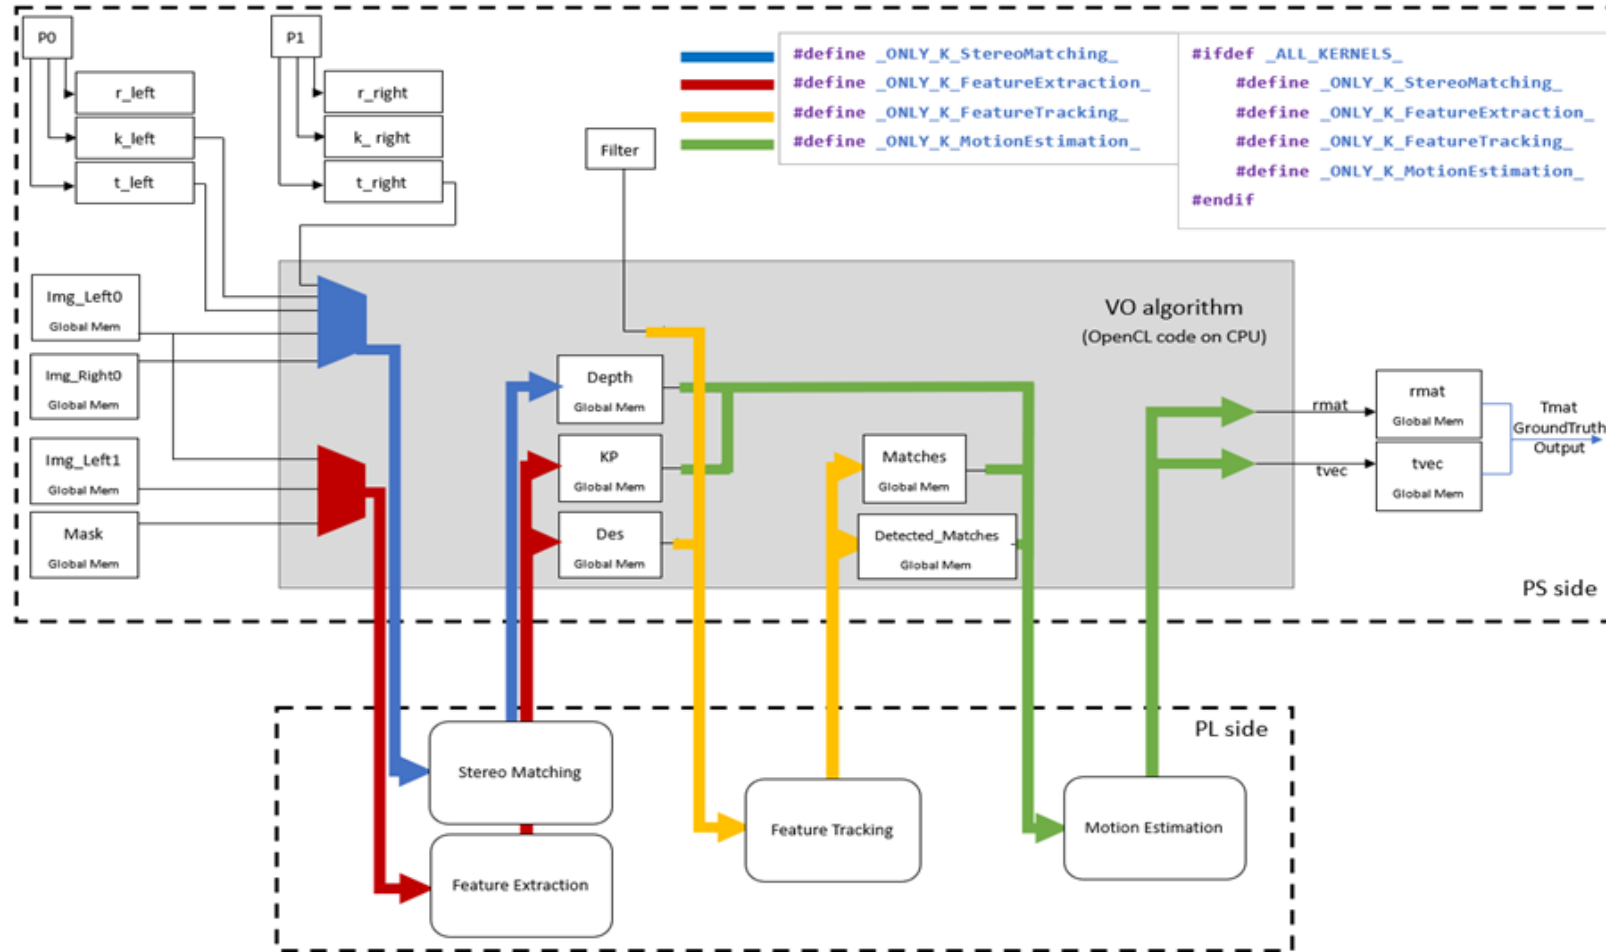 P0
P1
r_left
k_left
t_left
r_right
k_ right
t_right
Filter
#define _ONLY_K_StereoMatching_
#define _ONLY_K_FeatureExtraction_
#define _ONLY_K_FeatureTracking_
#define _ONLY_K_MotionEstimation_
#ifdef _ALL_KERNELS_
#define _ONLY_K_StereoMatching_
#define _ONLY_K_FeatureExtraction_
#define _ONLY_K_FeatureTracking_
#define _ONLY_K_MotionEstimation_
#endif
Img_Left0
Global Mem
Img_Right0
Global Mem
Img_Left1
Global Mem
Mask
Global Mem
VO algorithm
(OpenCL code on CPU)
Depth
Global Mem
KP
Global Mem
Des
Global Mem
Matches
Global Mem
Detected_Matches
Global Mem
rmat
tvec
rmat
Global Mem
tvec
Global Mem
Tmat
GroundTruth
Output
PS side
PL side
Stereo Matching
Feature Extraction
Feature Tracking
Motion Estimation